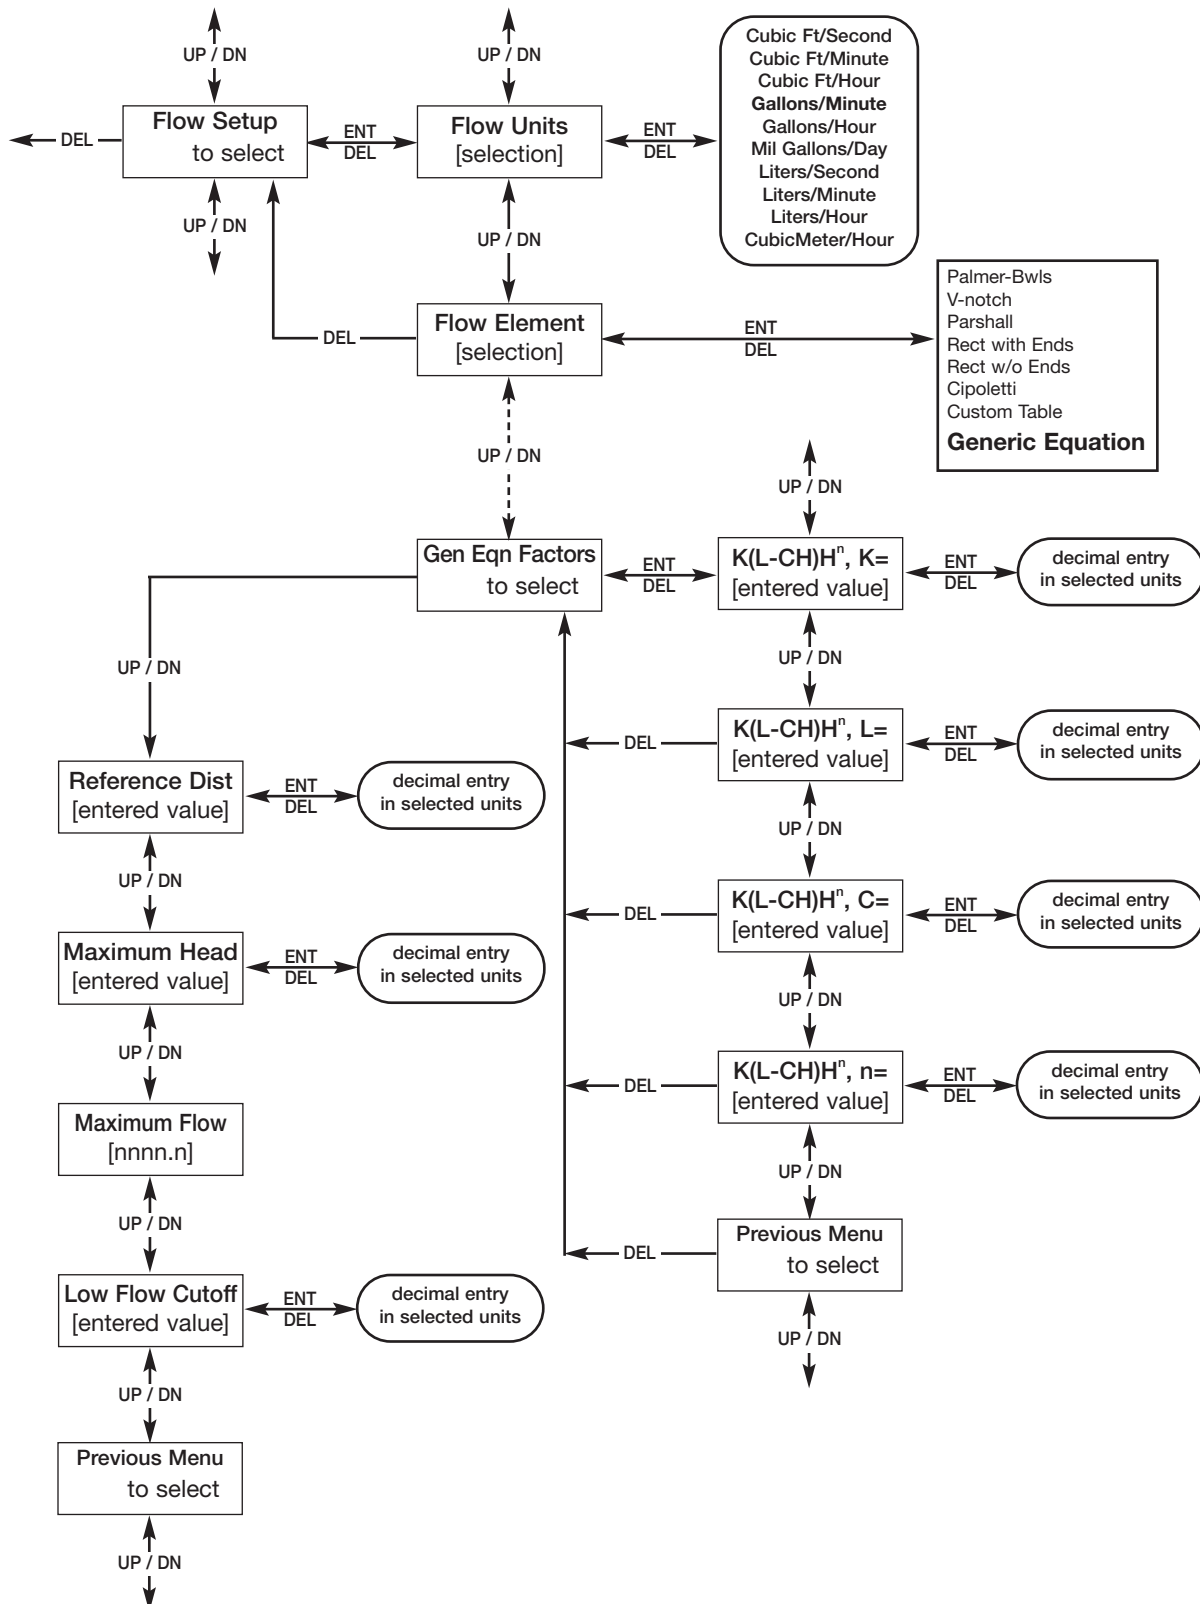 UP / DN
UP / DN
Cubic Ft/Second
Cubic Ft/Minute
Cubic Ft/Hour
Gallons/Minute
Gallons/Hour
Mil Gallons/Day
Liters/Second
Liters/Minute
Liters/Hour
CubicMeter/Hour
DEL
Flow Setup
to select
ENT
DEL
Flow Units
[selection]
ENT
DEL
UP / DN
UP / DN
DEL
Flow Element
[selection]
ENT
DEL
Palmer-Bwls
V-notch
Parshall
Rect with Ends
Rect w/o Ends
Cipoletti
Custom Table
Generic Equation
UP / DN
UP / DN
Gen Eqn Factors
to select
ENT
DEL
K(L-CH)Hⁿ, K=
[entered value]
ENT
DEL
decimal entry
in selected units
UP / DN
UP / DN
DEL
K(L-CH)Hⁿ, L=
[entered value]
ENT
DEL
decimal entry
in selected units
Reference Dist
[entered value]
ENT
DEL
decimal entry
in selected units
UP / DN
UP / DN
DEL
K(L-CH)Hⁿ, C=
[entered value]
ENT
DEL
decimal entry
in selected units
Maximum Head
[entered value]
ENT
DEL
decimal entry
in selected units
UP / DN
UP / DN
DEL
K(L-CH)Hⁿ, n=
[entered value]
ENT
DEL
decimal entry
in selected units
Maximum Flow
[nnnn.n]
UP / DN
UP / DN
DEL
Previous Menu
to select
Low Flow Cutoff
[entered value]
ENT
DEL
decimal entry
in selected units
UP / DN
UP / DN
Previous Menu
to select
UP / DN